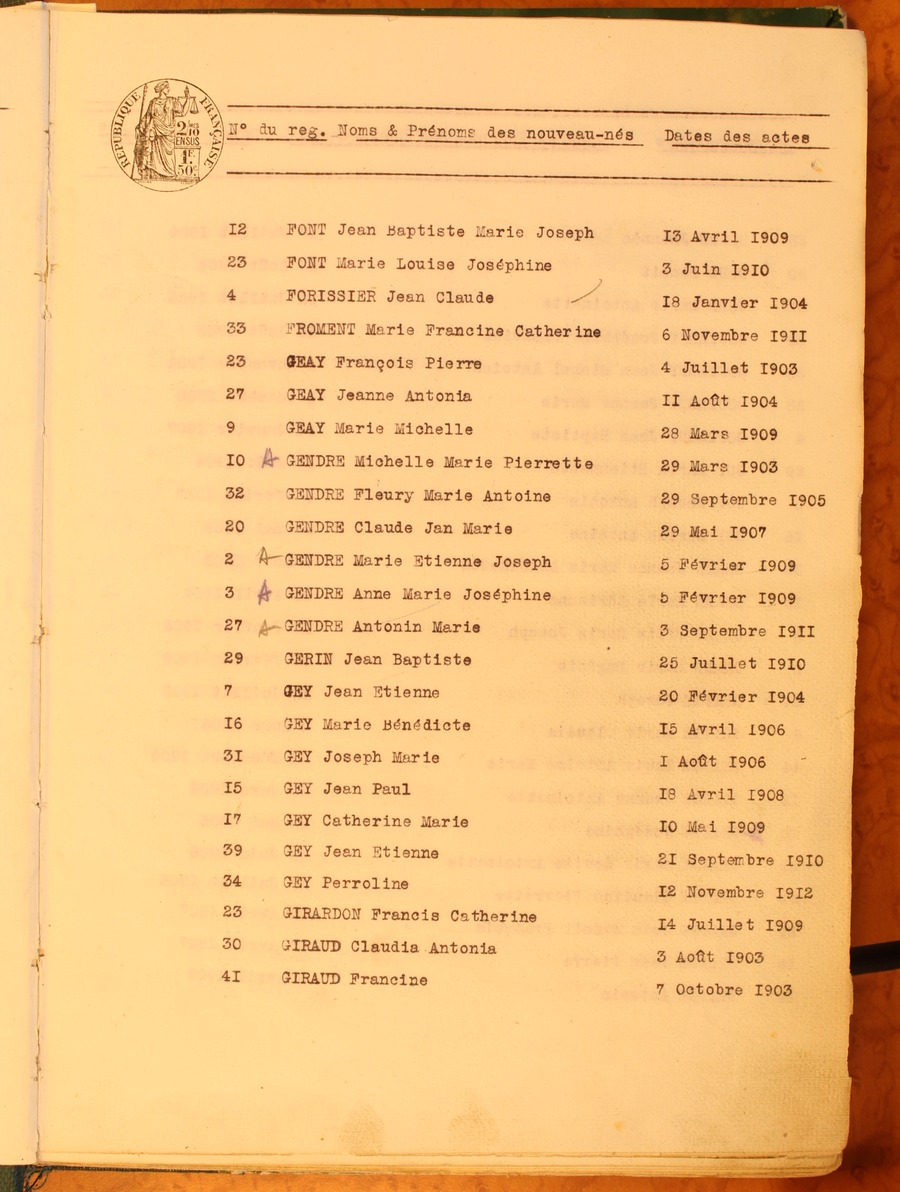 RÉPUBLIQUE FRANÇAISE
2/10 EN SUS
1F 50c
N° du reg. Noms & Prénoms des nouveau-nés Dates des actes
I2 FONT Jean Baptiste Marie Joseph I3 Avril I909
23 FONT Marie Louise Joséphine 3 Juin I9I0
4 FORISSIER Jean Claude I8 Janvier I904
33 FROMENT Marie Francine Catherine 6 Novembre I9II
23 GEAY François Pierre 4 Juillet I903
27 GEAY Jeanne Antonia II Août I904
9 GEAY Marie Michelle 28 Mars I909
I0 A GENDRE Michelle Marie Pierrette 29 Mars I903
32 GENDRE Fleury Marie Antoine 29 Septembre I905
20 GENDRE Claude Jan Marie 29 Mai I907
2 A GENDRE Marie Etienne Joseph 5 Février I909
3 A GENDRE Anne Marie Joséphine 5 Février I909
27 A GENDRE Antonin Marie 3 Septembre I9II
29 GERIN Jean Baptiste 25 Juillet I9I0
7 GEY Jean Etienne 20 Février I904
I6 GEY Marie Bénédicte I5 Avril I906
3I GEY Joseph Marie I Août I906
I5 GEY Jean Paul I8 Avril I908
I7 GEY Catherine Marie I0 Mai I909
39 GEY Jean Etienne 2I Septembre I9I0
34 GEY Perroline I2 Novembre I9I2
23 GIRARDON Francis Catherine I4 Juillet I909
30 GIRAUD Claudia Antonia 3 Août I903
4I GIRAUD Francine 7 Octobre I903